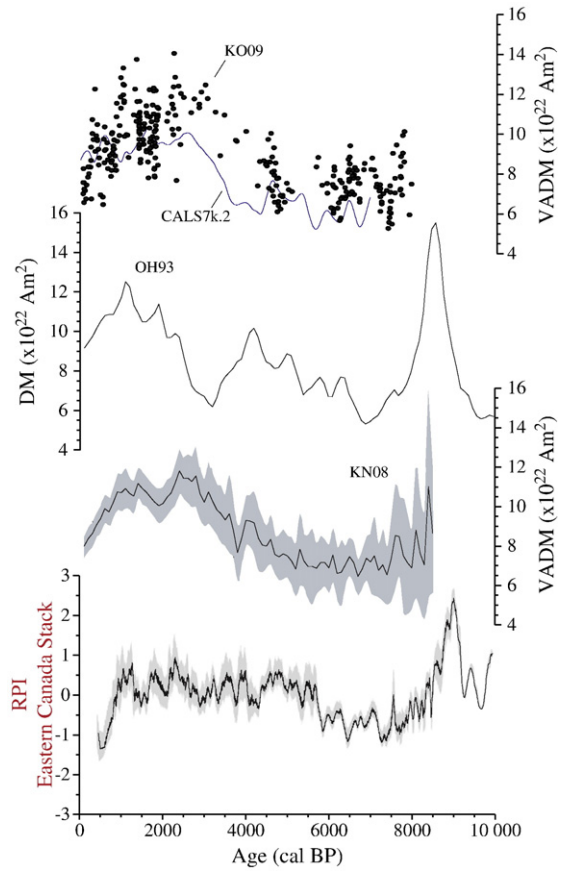 16
14
12
10
8
6
4
VADM (x10²² Am²)
KO09
CALS7k.2
16
14
12
10
8
6
4
DM (x10²² Am²)
OH93
16
14
12
10
8
6
4
VADM (x10²² Am²)
KN08
3
2
1
0
-1
-2
-3
RPI
Eastern Canada Stack
0 2000 4000 6000 8000 10 000
Age (cal BP)